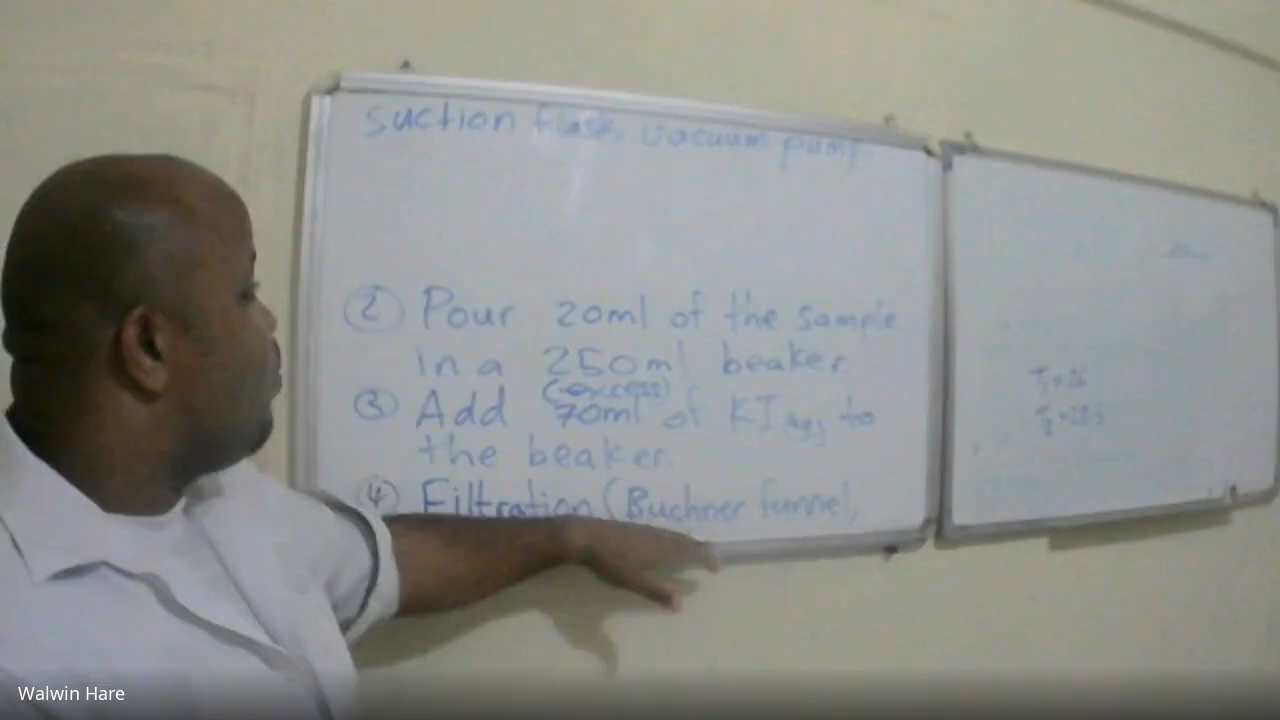 suction flask, vacuum pump
② Pour 20ml of the sample
in a 250ml beaker
(excess)
③ Add 70ml of KI(aq) to
the beaker.
④ Filtration (Buchner funnel,
Walwin Hare